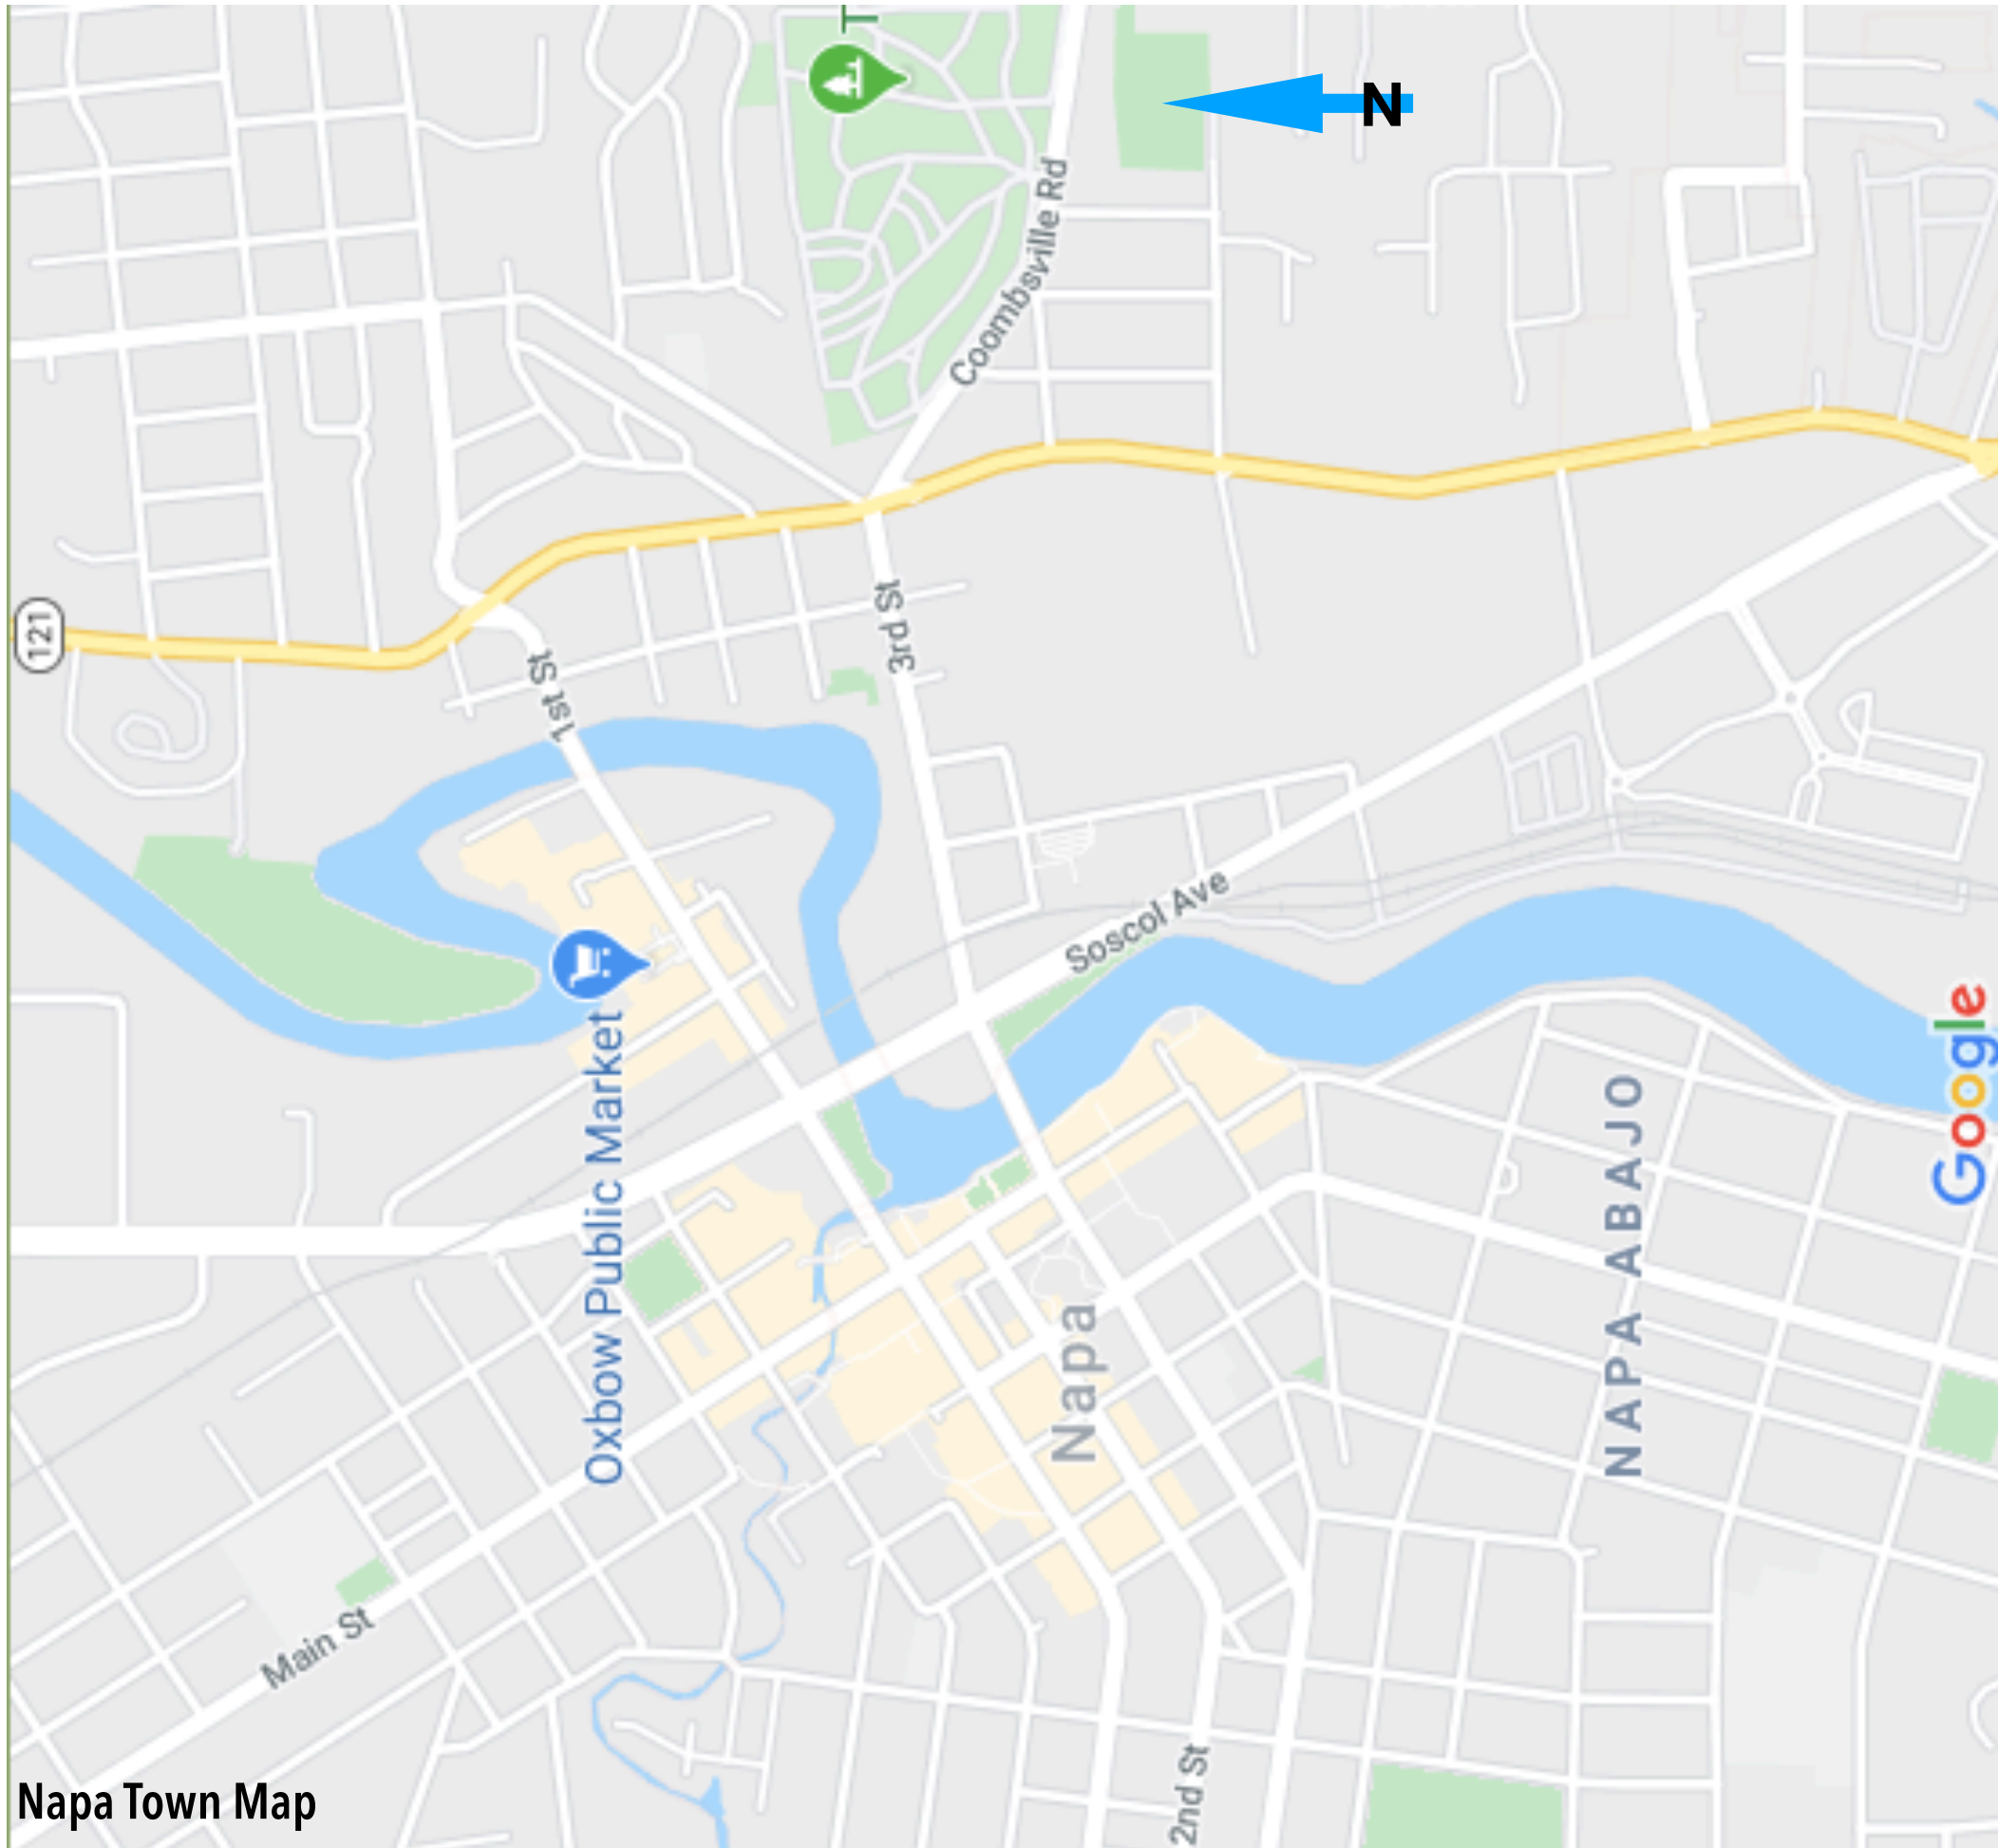 T
N
Coombsville Rd
121
3rd St
1st St
Soscol Ave
Oxbow Public Market
Google
NAPA ABAJO
Napa
Main St
2nd St
Napa Town Map